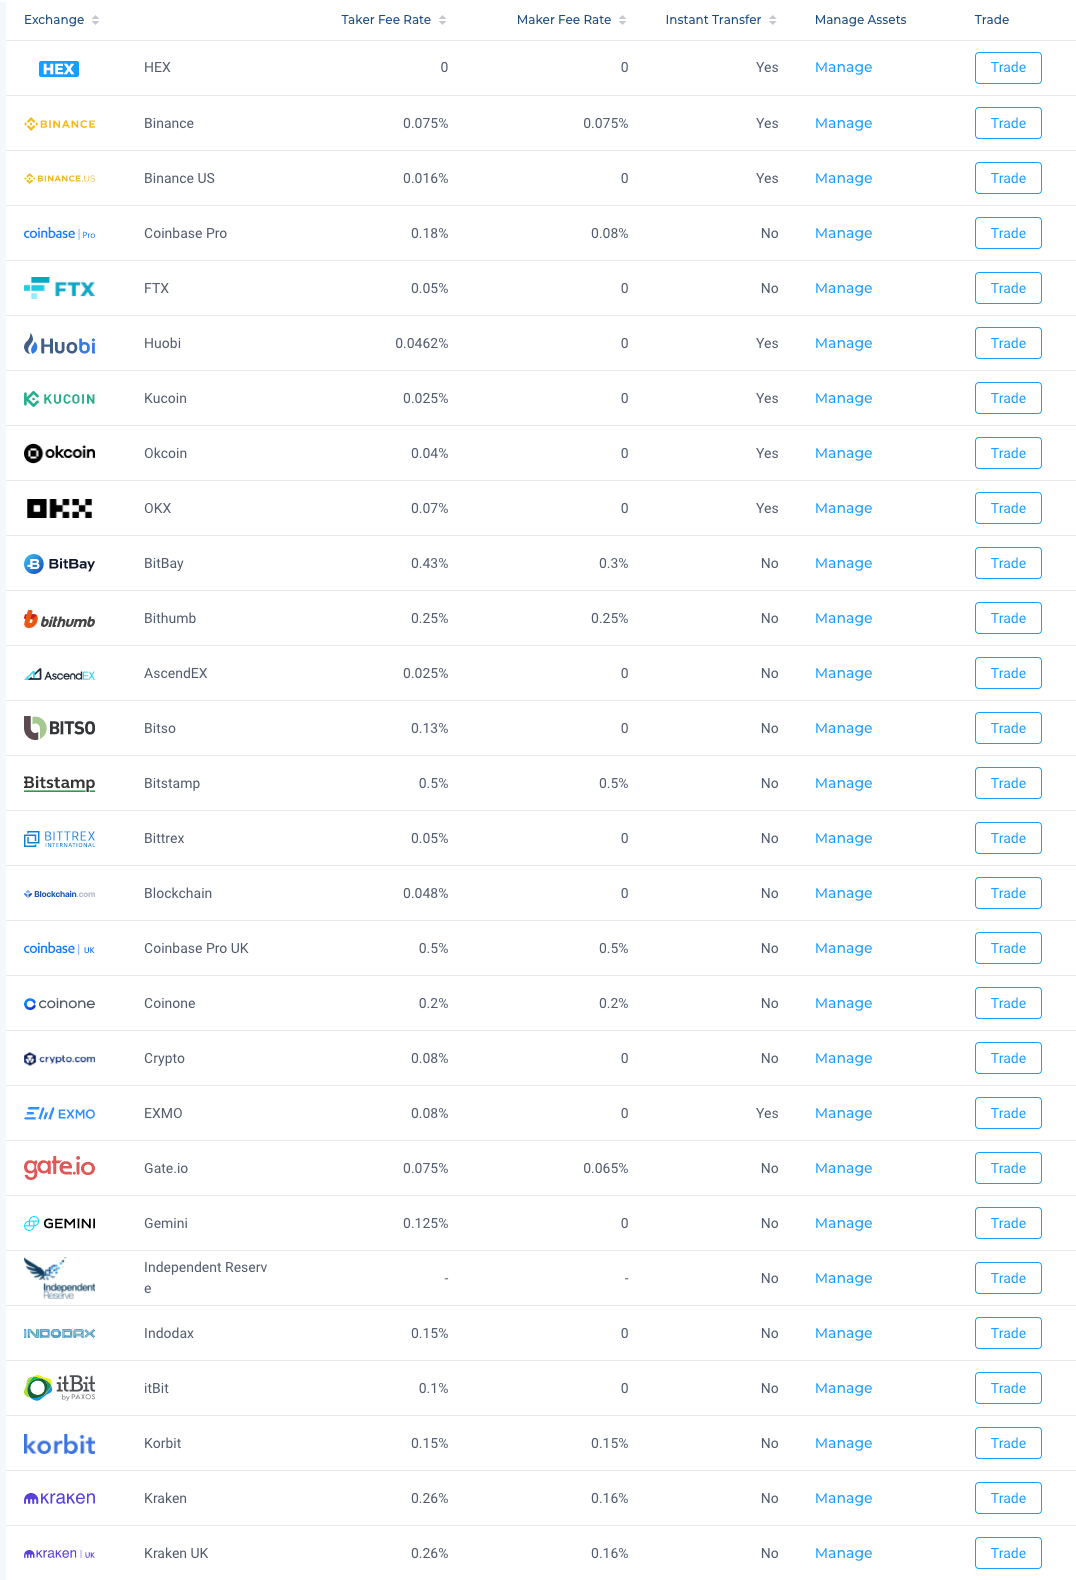 Exchange Taker Fee Rate Maker Fee Rate Instant Transfer Manage Assets Trade
HEX HEX 0 0 Yes Manage Trade
BINANCE Binance 0.075% 0.075% Yes Manage Trade
BINANCE.US Binance US 0.016% 0 Yes Manage Trade
coinbase | Pro Coinbase Pro 0.18% 0.08% No Manage Trade
FTX FTX 0.05% 0 No Manage Trade
Huobi Huobi 0.0462% 0 Yes Manage Trade
KUCOIN Kucoin 0.025% 0 Yes Manage Trade
okcoin Okcoin 0.04% 0 Yes Manage Trade
OKX OKX 0.07% 0 Yes Manage Trade
BitBay BitBay 0.43% 0.3% No Manage Trade
bithumb Bithumb 0.25% 0.25% No Manage Trade
AscendEX AscendEX 0.025% 0 No Manage Trade
BITSO Bitso 0.13% 0 No Manage Trade
Bitstamp Bitstamp 0.5% 0.5% No Manage Trade
BITTREX INTERNATIONAL Bittrex 0.05% 0 No Manage Trade
Blockchain.com Blockchain 0.048% 0 No Manage Trade
coinbase | UK Coinbase Pro UK 0.5% 0.5% No Manage Trade
coinone Coinone 0.2% 0.2% No Manage Trade
crypto.com Crypto 0.08% 0 No Manage Trade
EXMO EXMO 0.08% 0 Yes Manage Trade
gate.io Gate.io 0.075% 0.065% No Manage Trade
GEMINI Gemini 0.125% 0 No Manage Trade
Independent Reserve Independent Reserv
e - - No Manage Trade
INDODAX Indodax 0.15% 0 No Manage Trade
itBit by PAXOS itBit 0.1% 0 No Manage Trade
korbit Korbit 0.15% 0.15% No Manage Trade
kraken Kraken 0.26% 0.16% No Manage Trade
kraken | UK Kraken UK 0.26% 0.16% No Manage Trade